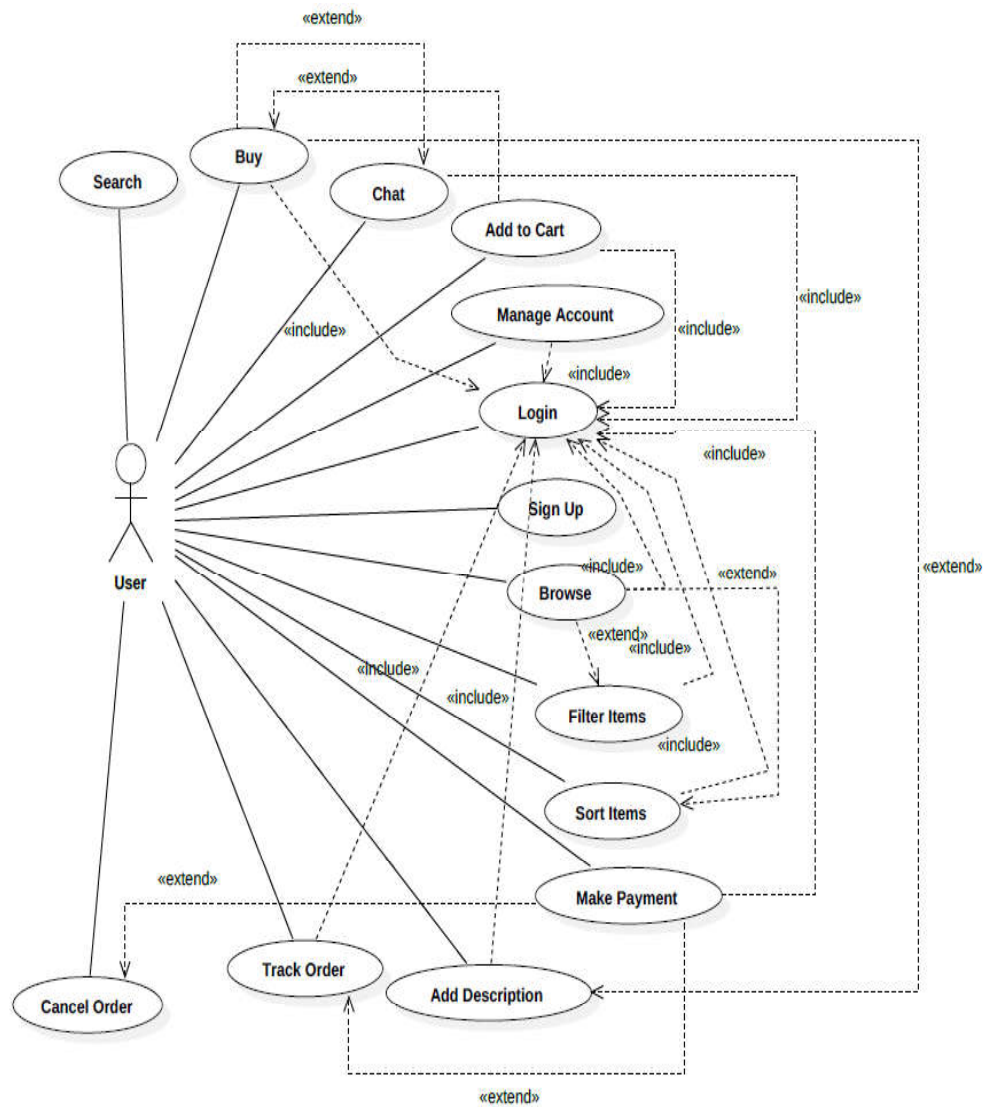 «extend»
«extend»
Buy
Search
Chat
Add to Cart
«include»
Manage Account
«include»
«include»
«include»
Login
«include»
Sign Up
«include»
«extend»
«extend»
User
Browse
«extend»
«include»
«include»
«include»
Filter Items
«include»
Sort Items
«extend»
Make Payment
Track Order
Add Description
Cancel Order
«extend»